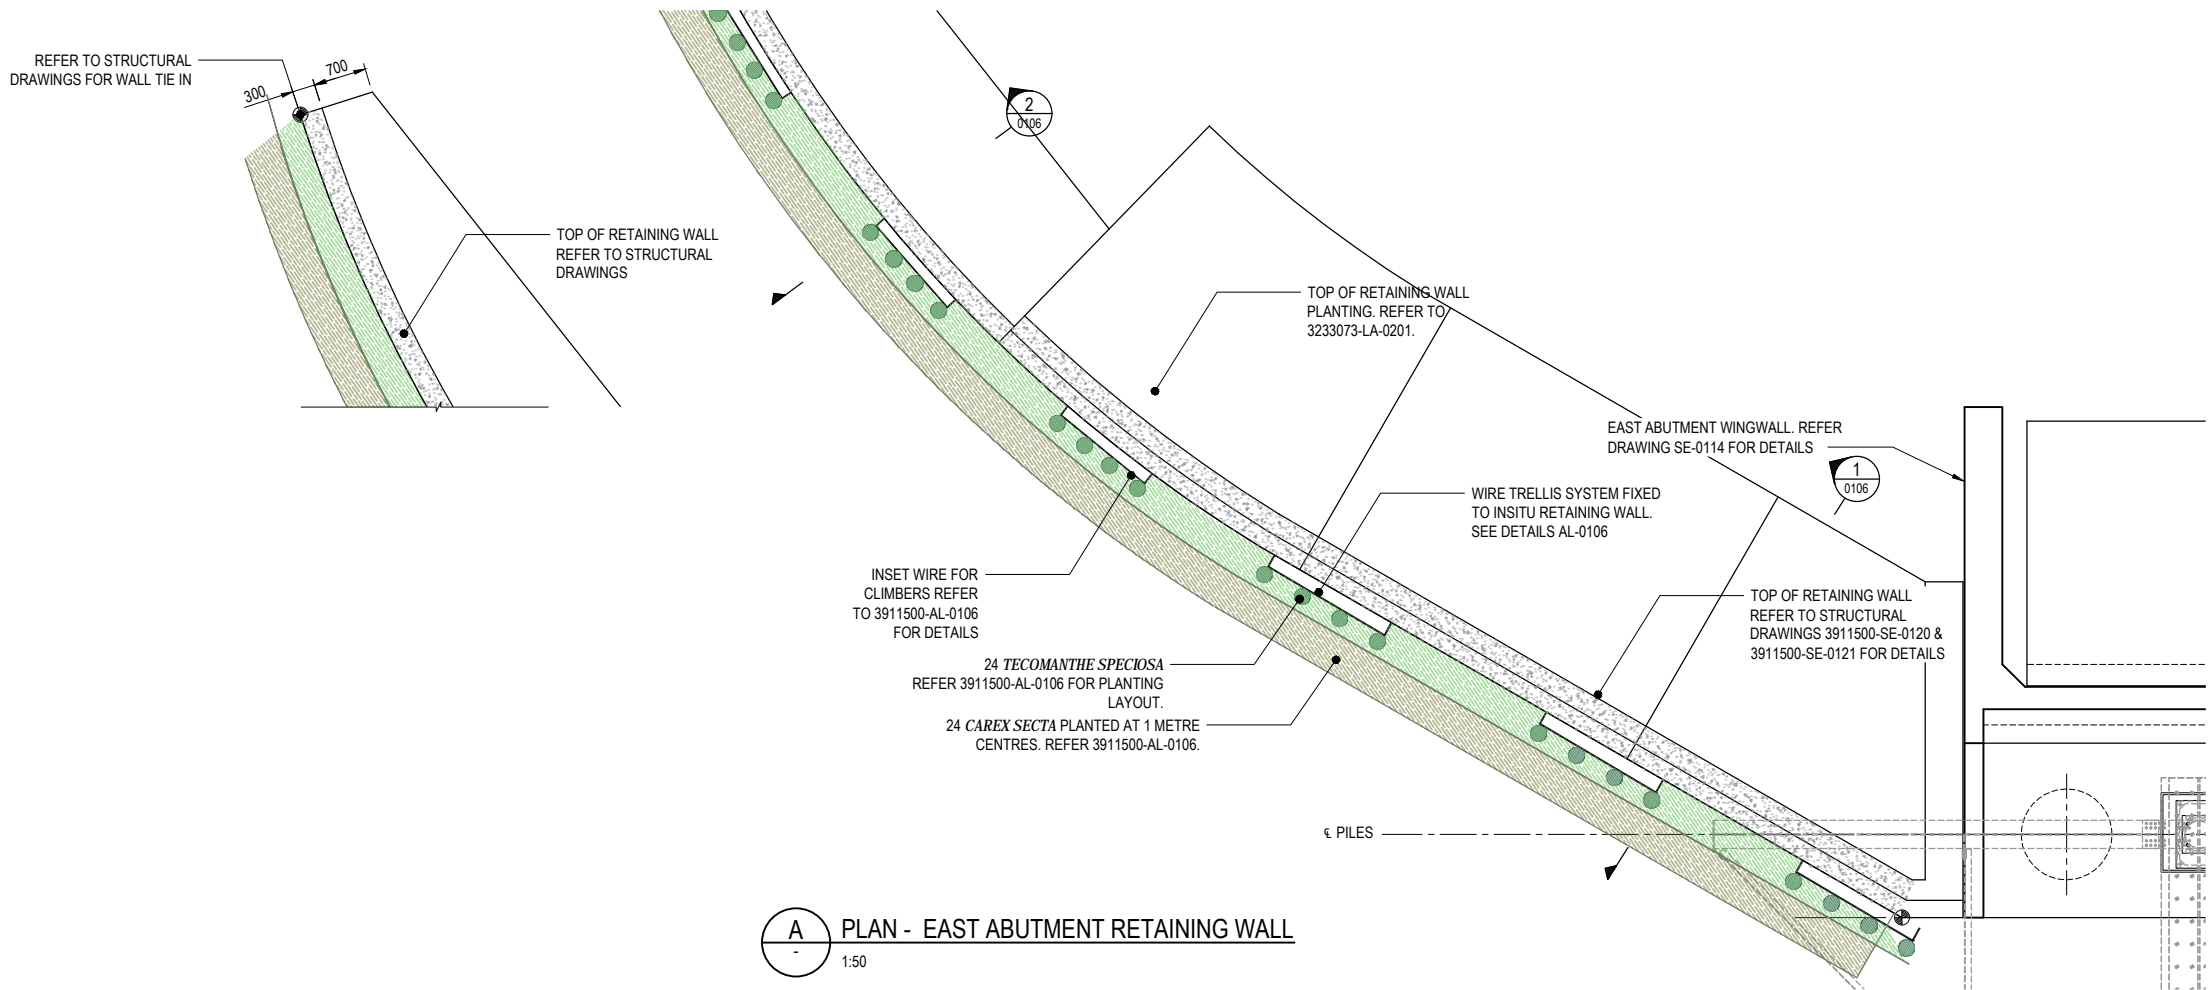 REFER TO STRUCTURAL
DRAWINGS FOR WALL TIE IN
300
700
TOP OF RETAINING WALL
REFER TO STRUCTURAL
DRAWINGS
2
0106
TOP OF RETAINING WALL
PLANTING. REFER TO
3233073-LA-0201.
EAST ABUTMENT WINGWALL. REFER
DRAWING SE-0114 FOR DETAILS
1
0106
WIRE TRELLIS SYSTEM FIXED
TO INSITU RETAINING WALL.
SEE DETAILS AL-0106
INSET WIRE FOR
CLIMBERS REFER
TO 3911500-AL-0106
FOR DETAILS
TOP OF RETAINING WALL
REFER TO STRUCTURAL
DRAWINGS 3911500-SE-0120 &
3911500-SE-0121 FOR DETAILS
24 TECOMANTHE SPECIOSA
REFER 3911500-AL-0106 FOR PLANTING
LAYOUT.
24 CAREX SECTA PLANTED AT 1 METRE
CENTRES. REFER 3911500-AL-0106.
℄ PILES
A
-
PLAN - EAST ABUTMENT RETAINING WALL
1:50